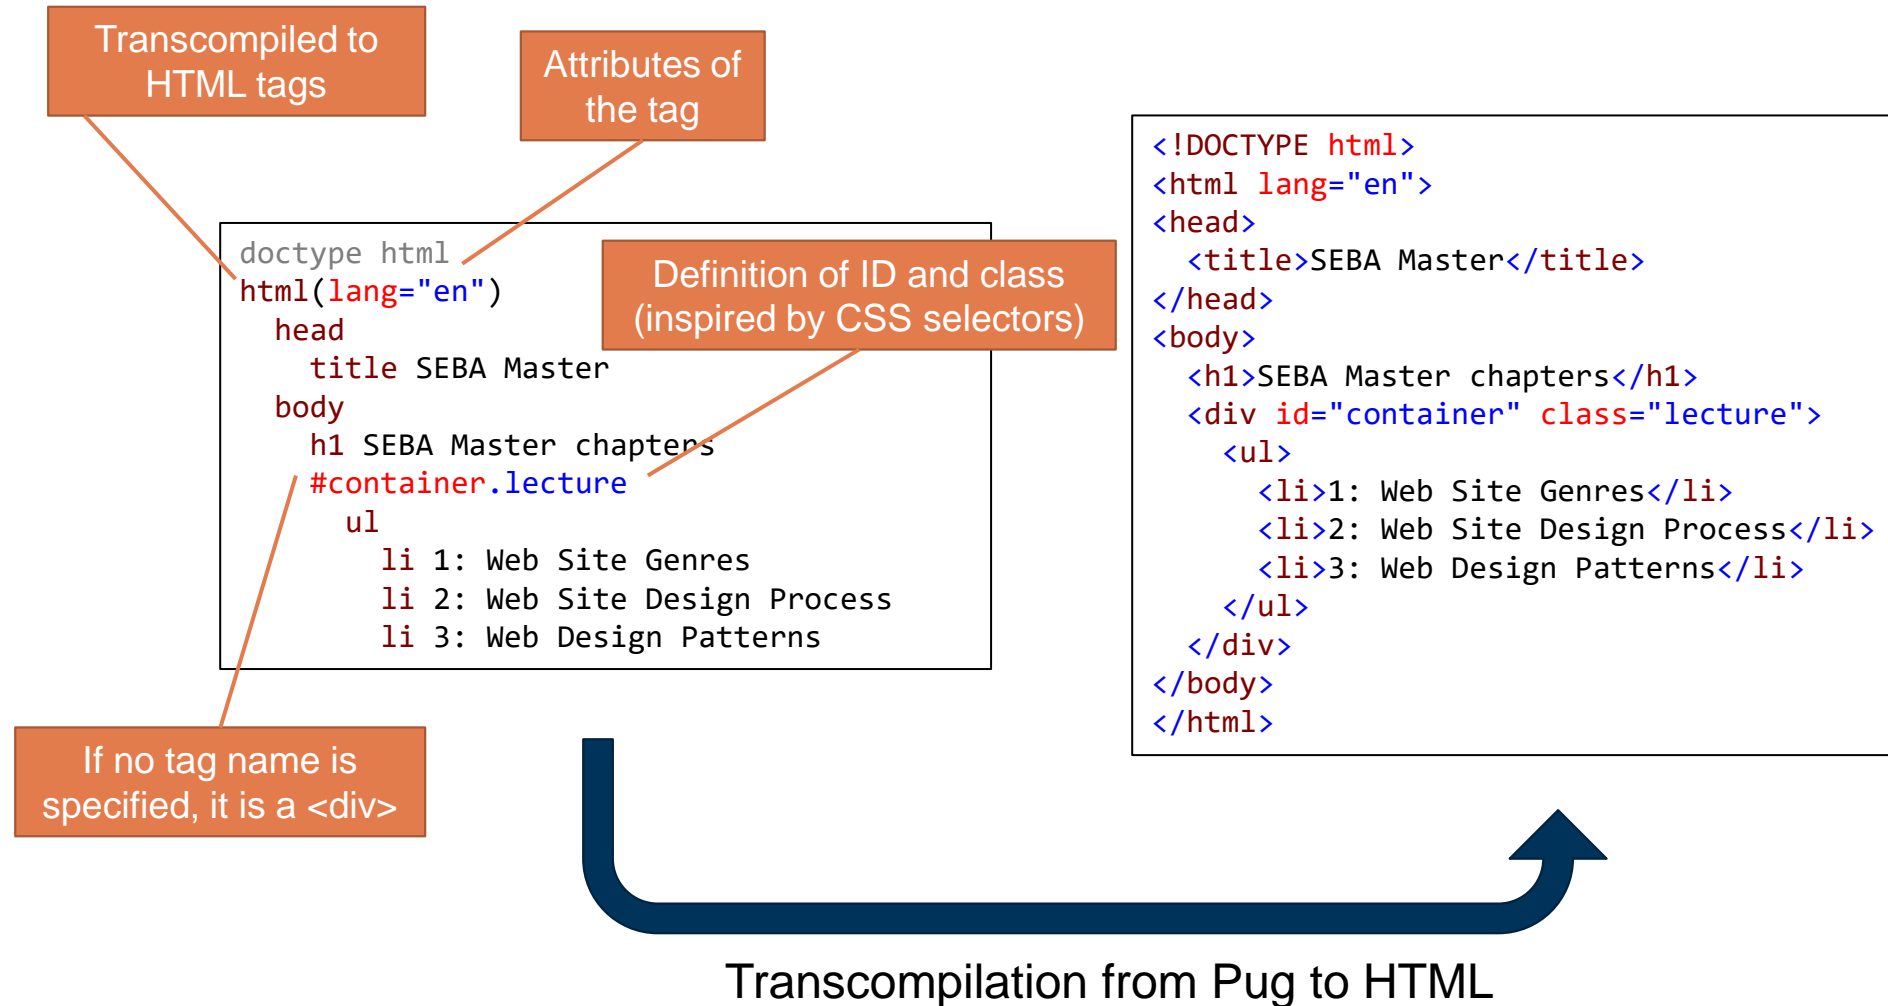 Transcompiled to
HTML tags
Attributes of
the tag
doctype html
html(lang="en")
  head
    title SEBA Master
  body
    h1 SEBA Master chapters
    #container.lecture
      ul
        li 1: Web Site Genres
        li 2: Web Site Design Process
        li 3: Web Design Patterns
Definition of ID and class
(inspired by CSS selectors)
If no tag name is
specified, it is a <div>
<!DOCTYPE html>
<html lang="en">
<head>
  <title>SEBA Master</title>
</head>
<body>
  <h1>SEBA Master chapters</h1>
  <div id="container" class="lecture">
    <ul>
      <li>1: Web Site Genres</li>
      <li>2: Web Site Design Process</li>
      <li>3: Web Design Patterns</li>
    </ul>
  </div>
</body>
</html>
Transcompilation from Pug to HTML